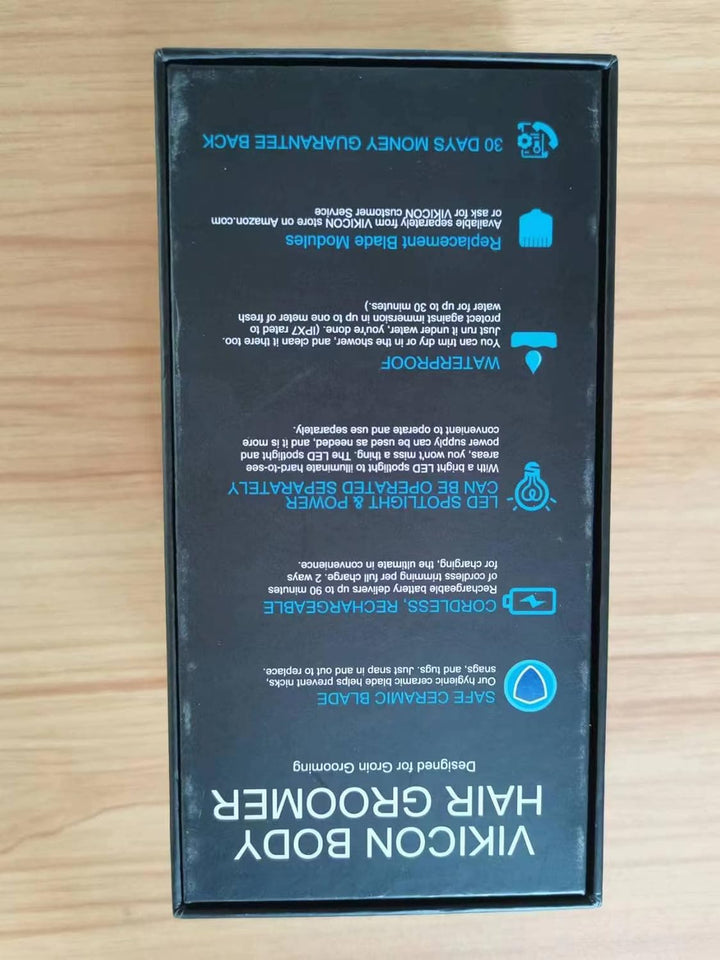 VIKICON BODY
HAIR GROOMER
Designed for Groin Grooming
SAFE CERAMIC BLADE
Our hygienic ceramic blade helps prevent nicks,
snags, and tugs. Just snap in and out to replace.
CORDLESS, RECHARGEABLE
Rechargeable battery delivers up to 90 minutes
of cordless trimming per full charge. 2 ways
for charging, the ultimate in convenience.
LED SPOTLIGHT & POWER
CAN BE OPERATED SEPARATELY
With a bright LED spotlight to illuminate hard-to-see
areas, you won't miss a thing. The LED spotlight and
power supply can be used as needed, and it is more
convenient to operate and use separately.
WATERPROOF
You can trim dry or in the shower, and clean it there too.
Just run it under water, you're done. (IPX7 rated to
protect against immersion in up to one meter of fresh
water for up to 30 minutes.)
Replacement Blade Modules
Available separately from VIKICON store on Amazon.com
or ask for VIKICON customer Service
30 DAYS MONEY GUARANTEE BACK